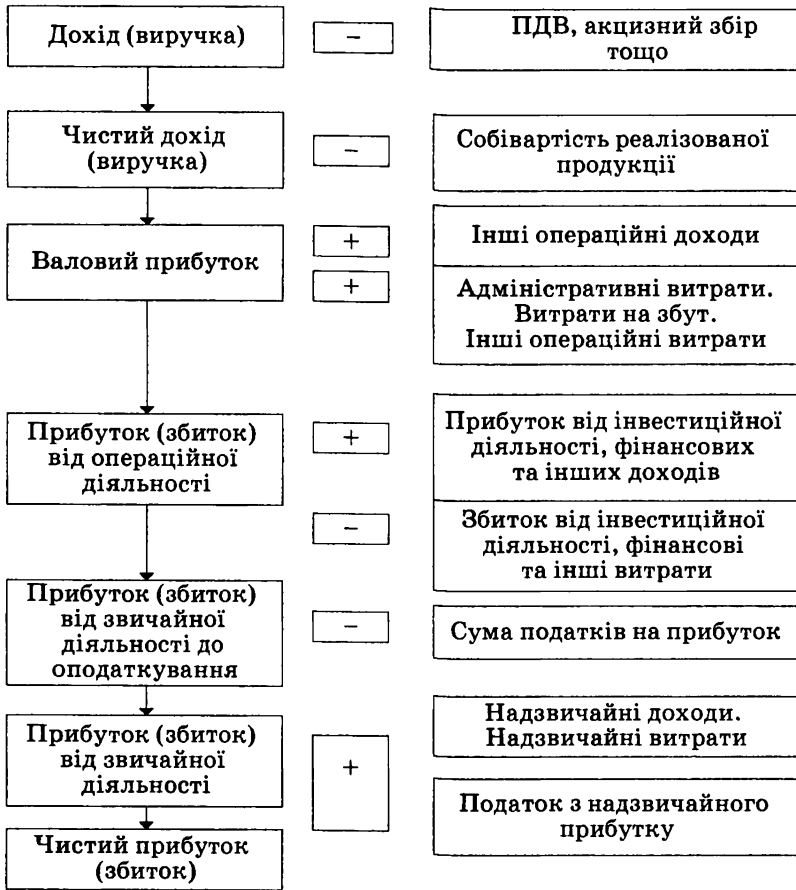 Дохід (виручка)
–
ПДВ, акцизний збір
тощо
Чистий дохід
(виручка)
–
Собівартість реалізованої
продукції
Валовий прибуток
+
Інші операційні доходи
+
Адміністративні витрати.
Витрати на збут.
Інші операційні витрати
Прибуток (збиток)
від операційної
діяльності
+
Прибуток від інвестиційної
діяльності, фінансових
та інших доходів
–
Збиток від інвестиційної
діяльності, фінансові
та інші витрати
Прибуток (збиток)
від звичайної
діяльності до
оподаткування
–
Сума податків на прибуток
Прибуток (збиток)
від звичайної
діяльності
+
Надзвичайні доходи.
Надзвичайні витрати
Податок з надзвичайного
прибутку
Чистий прибуток
(збиток)